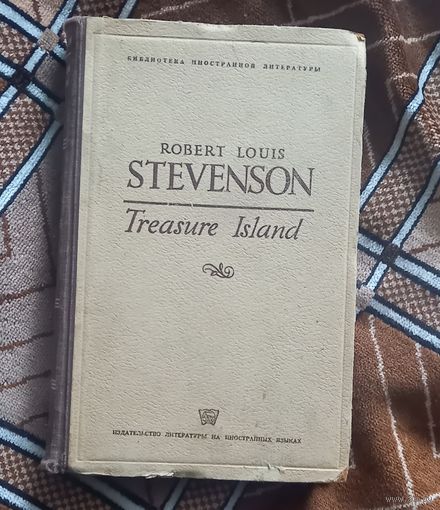 БИБЛИОТЕКА ИНОСТРАННОЙ ЛИТЕРАТУРЫ
ROBERT LOUIS
STEVENSON
Treasure Island
ИЗДАТЕЛЬСТВО ЛИТЕРАТУРЫ НА ИНОСТРАННЫХ ЯЗЫКАХ